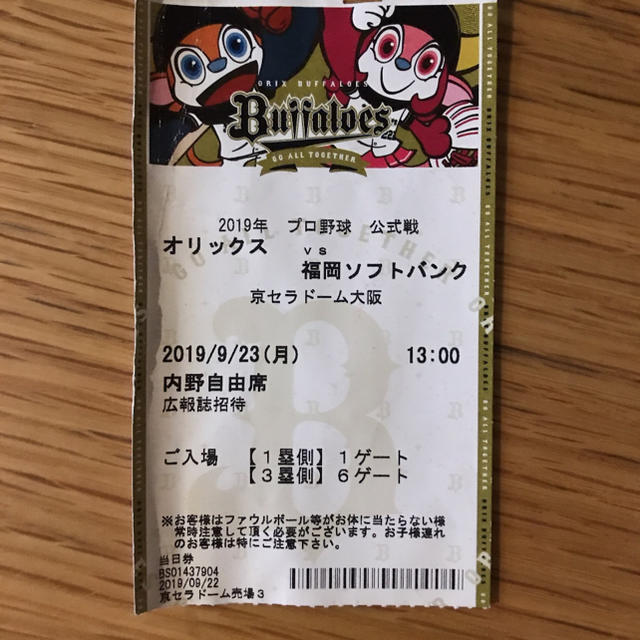 ORIX BUFFALOES
Buffaloes
GO ALL TOGETHER
2019年 プロ野球 公式戦
オリックス
vs
福岡ソフトバンク
京セラドーム大阪
2019/9/23(月) 13:00
内野自由席
広報誌招待
ご入場 【1塁側】1ゲート
【3塁側】6ゲート
※お客様はファウルボール等がお体に当たらない様
常時注意して頂く必要がございます。お子様連れ
のお客様は特にご注意下さい。
当日券
BS01437904
2019/09/22
京セラドーム売場3